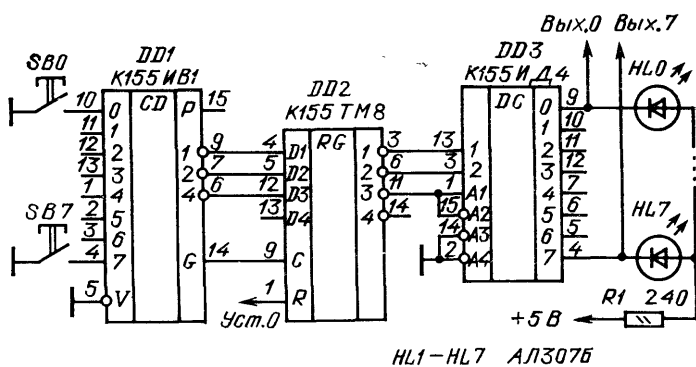 Вых.0 Вых.7
SB0 DD1 DD2 DD3 HL0
К155ИВ1 К155ТМ8 К155ИД4
CD RG DC
10 0 P 15
11 1
12 2
13 3
1 4
2 5
3 6
SB7 4 7
5 V
1 9
2 7
4 6
G 14
4 D1
5 D2
12 D3
13 D4
9 C
1 R
Уст.0
1 3
2 6
3 11
4 14
13 1
3 2
1 A1
15 A2
14 A3
2 A4
0 9
1 10
2 11
3 12
4 7
5 6
6 5
7 4
HL7
R1 240
+5В
HL1-HL7 АЛ307Б